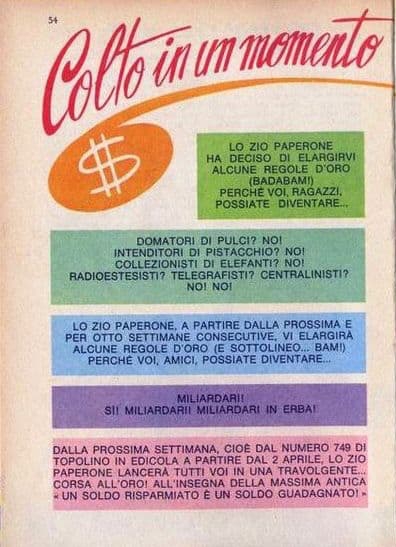 54
Colto in un momento
$
LO ZIO PAPERONE
HA DECISO DI ELARGIRVI
ALCUNE REGOLE D'ORO
(BADABAM!)
PERCHÉ VOI, RAGAZZI,
POSSIATE DIVENTARE...
DOMATORI DI PULCI? NO!
INTENDITORI DI PISTACCHIO? NO!
COLLEZIONISTI DI ELEFANTI? NO!
RADIOESTESISTI? TELEGRAFISTI? CENTRALINISTI?
NO! NO!
LO ZIO PAPERONE, A PARTIRE DALLA PROSSIMA E
PER OTTO SETTIMANE CONSECUTIVE, VI ELARGIRÀ
ALCUNE REGOLE D'ORO (E SOTTOLINEO... BAM!)
PERCHÉ VOI, AMICI, POSSIATE DIVENTARE...
MILIARDARI!
SÌ! MILIARDARI! MILIARDARI IN ERBA!
DALLA PROSSIMA SETTIMANA, CIOÈ DAL NUMERO 749 DI
TOPOLINO IN EDICOLA A PARTIRE DAL 2 APRILE, LO ZIO
PAPERONE LANCERÀ TUTTI VOI IN UNA TRAVOLGENTE...
CORSA ALL'ORO! ALL'INSEGNA DELLA MASSIMA ANTICA
« UN SOLDO RISPARMIATO È UN SOLDO GUADAGNATO! »